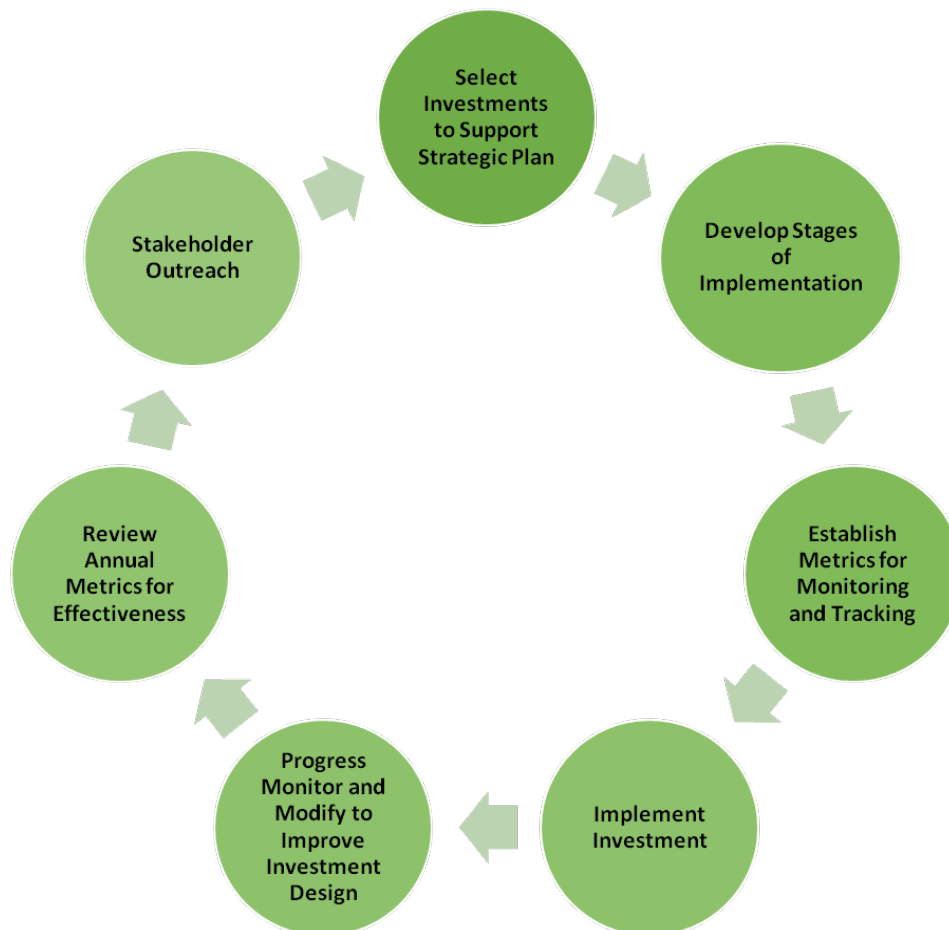 Select
Investments
to Support
Strategic Plan
Develop Stages
of
Implementation
Establish
Metrics for
Monitoring
and Tracking
Implement
Investment
Progress
Monitor and
Modify to
Improve
Investment
Design
Review
Annual
Metrics for
Effectiveness
Stakeholder
Outreach